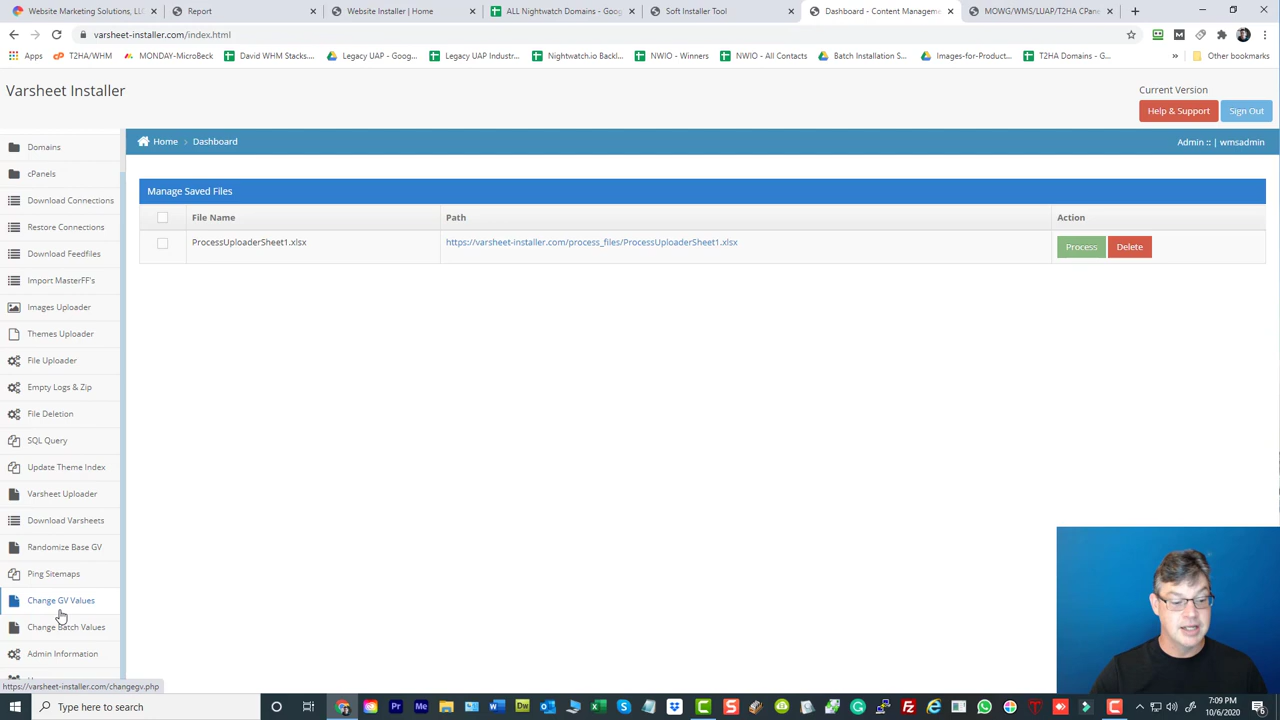 Website Marketing Solutions, LLC
Report
Website Installer | Home
ALL Nightwatch Domains - Goog
Soft Installer Tool
Dashboard - Content Manageme
MOWG/WMS/LUAP/T2HA CPane
varsheet-installer.com/index.html
Apps
T2HA/WHM
MONDAY-MicroBeck
David WHM Stacks...
Legacy UAP - Goog...
Legacy UAP Industr...
Nightwatch.io Backl...
NWIO - Winners
NWIO - All Contacts
Batch Installation S...
Images-for-Product...
T2HA Domains - G...
»
Other bookmarks
Varsheet Installer
Current Version
Help & Support
Sign Out
Home > Dashboard
Admin :: | wmsadmin
Domains
cPanels
Download Connections
Restore Connections
Download Feedfiles
Import MasterFF's
Images Uploader
Themes Uploader
File Uploader
Empty Logs & Zip
File Deletion
SQL Query
Update Theme Index
Varsheet Uploader
Download Varsheets
Randomize Base GV
Ping Sitemaps
Change GV Values
Change Batch Values
Admin Information
Manage Saved Files
File Name
Path
Action
ProcessUploaderSheet1.xlsx
https://varsheet-installer.com/process_files/ProcessUploaderSheet1.xlsx
Process
Delete
https://varsheet-installer.com/changegv.php
Type here to search
7:09 PM
10/6/2020